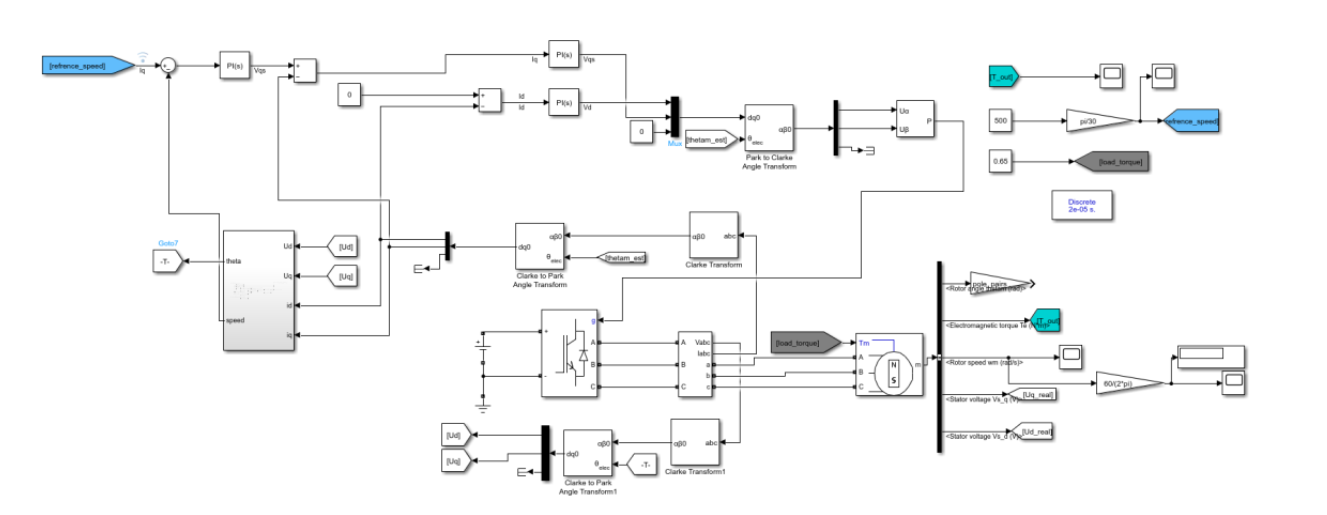 [refrence_speed]
Iq
PI(s)
Vqs
Iq
PI(s)
Vqs
0
Id
Id
PI(s)
Vd
0
Mux
[thetam_est]
dq0
αβ0
θelec
Park to Clarke
Angle Transform
Uα
Uβ
P
[T_out]
500
pi/30
refrence_speed]
0.65
[load_torque]
Discrete
2e-05 s.
Goto7
-T-
theta
speed
Ud
Uq
id
iq
[Ud]
[Uq]
dq0
αβ0
θelec
Clarke to Park
Angle Transform
[thetam_est]
αβ0
abc
Clarke Transform
+
-
g
A
B
C
A
B
C
Vabc
Iabc
a
b
c
[load_torque]
Tm
A
B
C
N
S
m
pole_pairs
<Rotor angle thetam (rad)>
[T_out]
<Electromagnetic torque Te (N*m)>
<Rotor speed wm (rad/s)>
60/(2*pi)
[Uq_real]
<Stator voltage Vs_q (V)>
[Ud_real]
<Stator voltage Vs_d (V)>
[Ud]
[Uq]
dq0
αβ0
θelec
Clarke to Park
Angle Transform1
-T-
αβ0
abc
Clarke Transform1